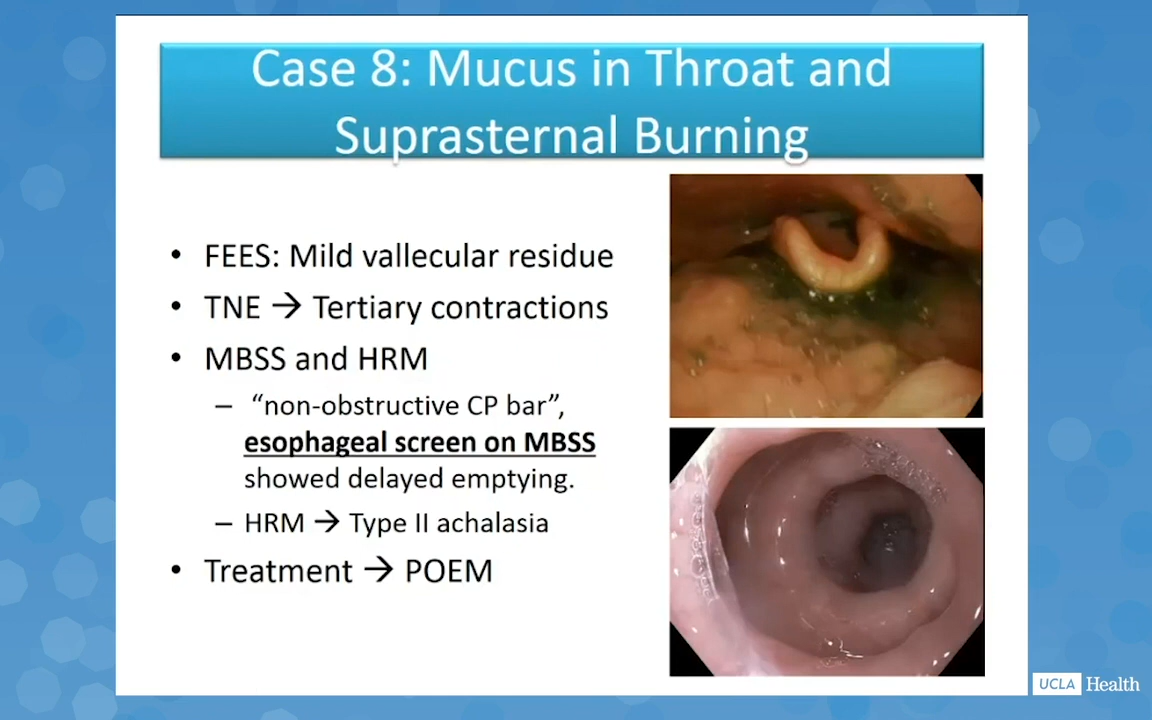 Case 8: Mucus in Throat and
Suprasternal Burning
• FEES: Mild vallecular residue
• TNE → Tertiary contractions
• MBSS and HRM
– “non-obstructive CP bar”,
esophageal screen on MBSS
showed delayed emptying.
– HRM → Type II achalasia
• Treatment → POEM
UCLA Health